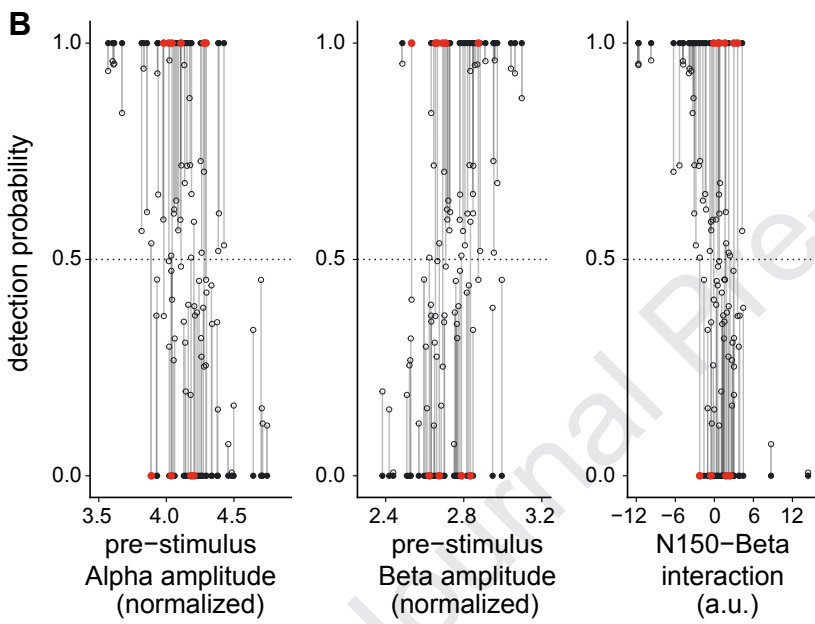 B
detection probability
1.0
0.5
0.0
1.0
0.5
0.0
1.0
0.5
0.0
3.5 4.0 4.5
2.4 2.8 3.2
−12 −6 0 6 12
pre−stimulus
Alpha amplitude
(normalized)
pre−stimulus
Beta amplitude
(normalized)
N150−Beta
interaction
(a.u.)
Journal Pre